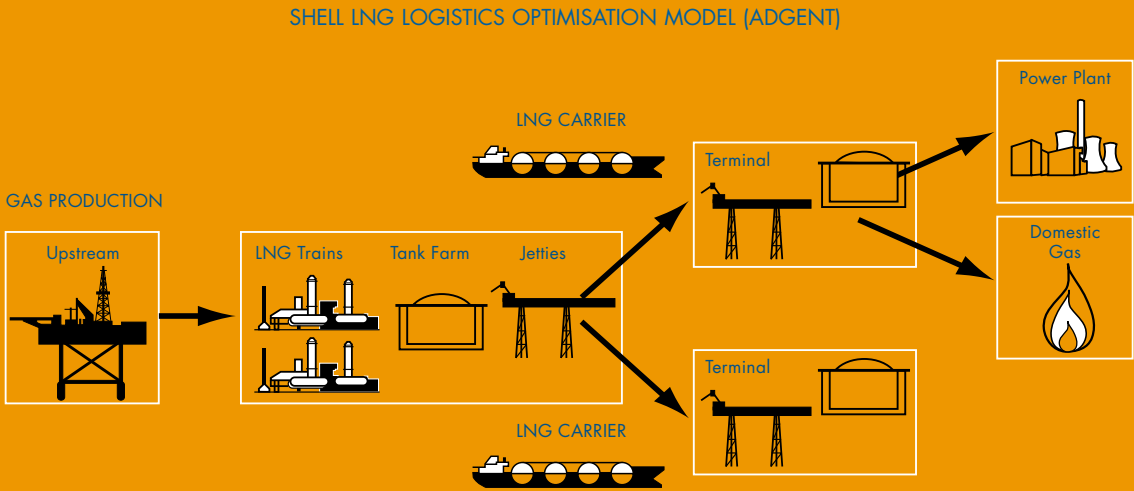 SHELL LNG LOGISTICS OPTIMISATION MODEL (ADGENT)
GAS PRODUCTION
Upstream
LNG Trains
Tank Farm
Jetties
LNG CARRIER
LNG CARRIER
Terminal
Terminal
Power Plant
Domestic
Gas